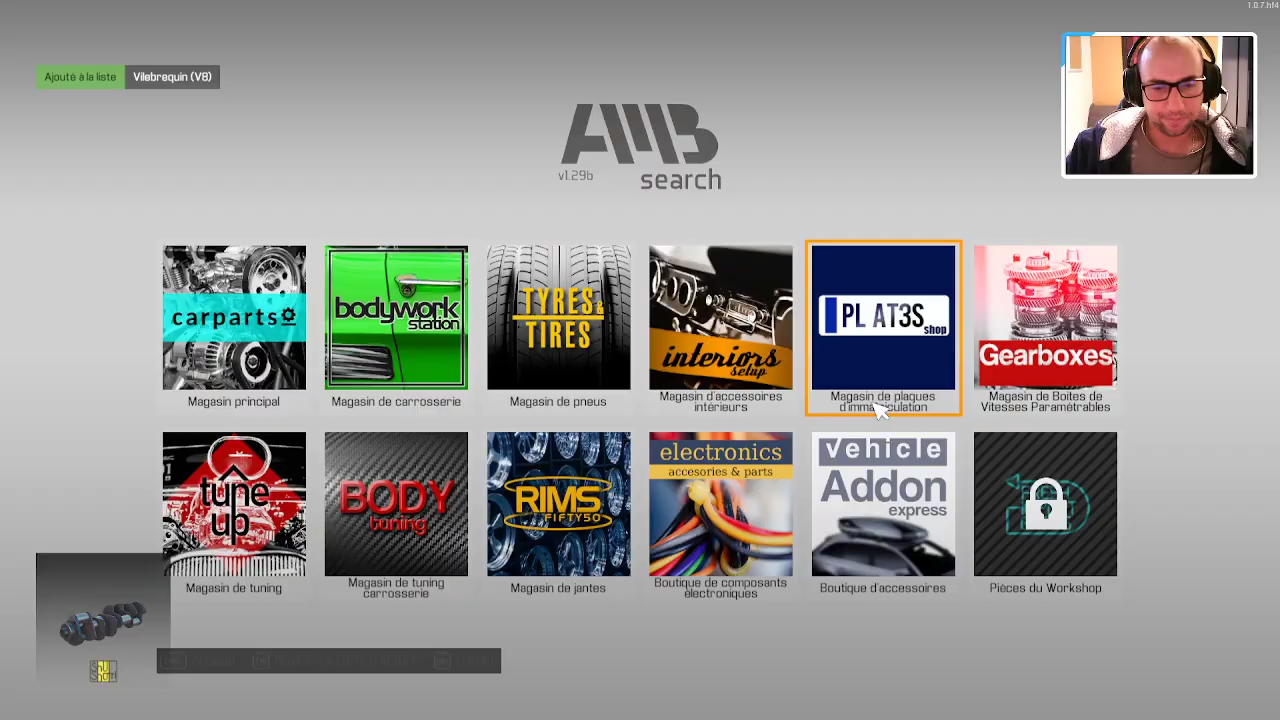 1.0.7.hf4
Ajouté à la liste Vilebrequin (V8)
AMB
v1.29b
search
carparts
bodywork
station
TYRES &
TIRES
interiors
setup
PL AT3S
shop
Gearboxes
Magasin principal
Magasin de carrosserie
Magasin de pneus
Magasin d'accessoires
intérieurs
Magasin de plaques
d'immatriculation
Magasin de Boites de
Vitesses Paramétrables
tune
up
BODY
tuning
RIMS
FIFTY50
electronics
accesories & parts
vehicle
Addon
express
Magasin de tuning
Magasin de tuning
carrosserie
Magasin de jantes
Boutique de composants
électroniques
Boutique d'accessoires
Pièces du Workshop